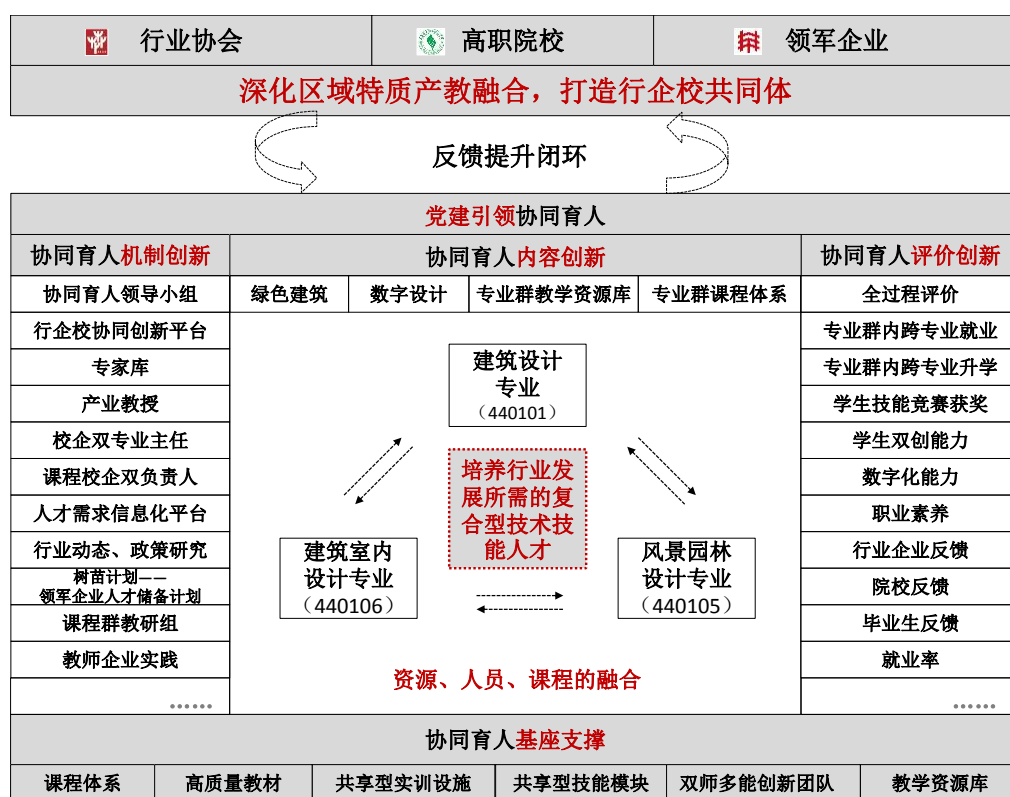 行业协会
高职院校
领军企业
深化区域特质产教融合，打造行企校共同体
反馈提升闭环
党建引领协同育人
协同育人机制创新
协同育人领导小组
行企校协同创新平台
专家库
产业教授
校企双专业主任
课程校企双负责人
人才需求信息化平台
行业动态、政策研究
树苗计划——
领军企业人才储备计划
课程群教研组
教师企业实践
……
协同育人内容创新
绿色建筑
数字设计
专业群教学资源库
专业群课程体系
建筑设计
专业
（440101）
培养行业发
展所需的复
合型技术技
能人才
建筑室内
设计专业
（440106）
风景园林
设计专业
（440105）
资源、人员、课程的融合
协同育人评价创新
全过程评价
专业群内跨专业就业
专业群内跨专业升学
学生技能竞赛获奖
学生双创能力
数字化能力
职业素养
行业企业反馈
院校反馈
毕业生反馈
就业率
……
协同育人基座支撑
课程体系
高质量教材
共享型实训设施
共享型技能模块
双师多能创新团队
教学资源库